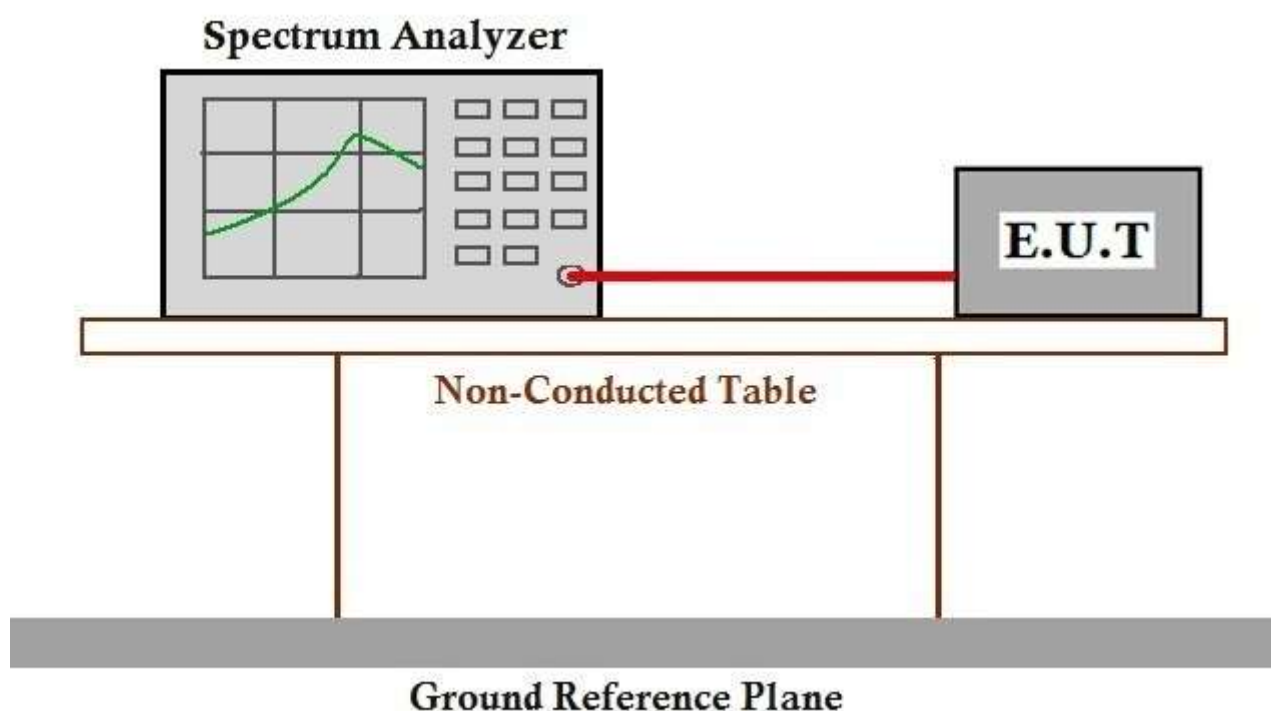 Spectrum Analyzer
E.U.T
Non-Conducted Table
Ground Reference Plane